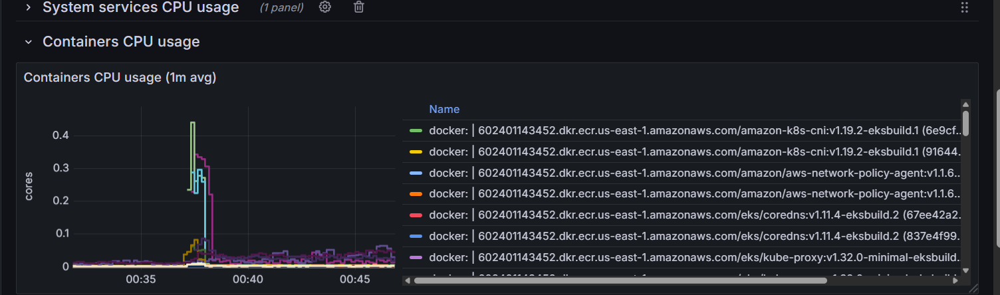 System services CPU usage (1 panel)
Containers CPU usage
Containers CPU usage (1m avg)
Name
docker: | 602401143452.dkr.ecr.us-east-1.amazonaws.com/amazon-k8s-cni:v1.19.2-eksbuild.1 (6e9cf...
docker: | 602401143452.dkr.ecr.us-east-1.amazonaws.com/amazon-k8s-cni:v1.19.2-eksbuild.1 (91644...
docker: | 602401143452.dkr.ecr.us-east-1.amazonaws.com/amazon/aws-network-policy-agent:v1.1.6...
docker: | 602401143452.dkr.ecr.us-east-1.amazonaws.com/amazon/aws-network-policy-agent:v1.1.6...
docker: | 602401143452.dkr.ecr.us-east-1.amazonaws.com/eks/coredns:v1.11.4-eksbuild.2 (67ee42a2...
docker: | 602401143452.dkr.ecr.us-east-1.amazonaws.com/eks/coredns:v1.11.4-eksbuild.2 (837e4f99...
docker: | 602401143452.dkr.ecr.us-east-1.amazonaws.com/eks/kube-proxy:v1.32.0-minimal-eksbuild...
cores
0.4
0.3
0.2
0.1
0
00:35 00:40 00:45